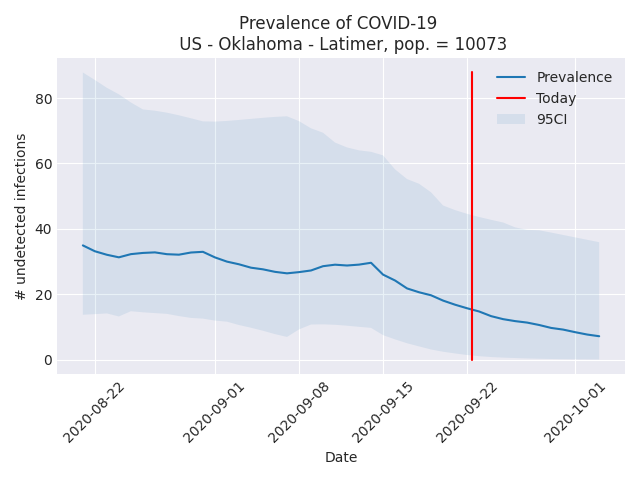 Prevalence of COVID-19
US - Oklahoma - Latimer, pop. = 10073
Prevalence
Today
95CI
# undetected infections
80
60
40
20
0
2020-08-22
2020-09-01
2020-09-08
2020-09-15
2020-09-22
2020-10-01
Date